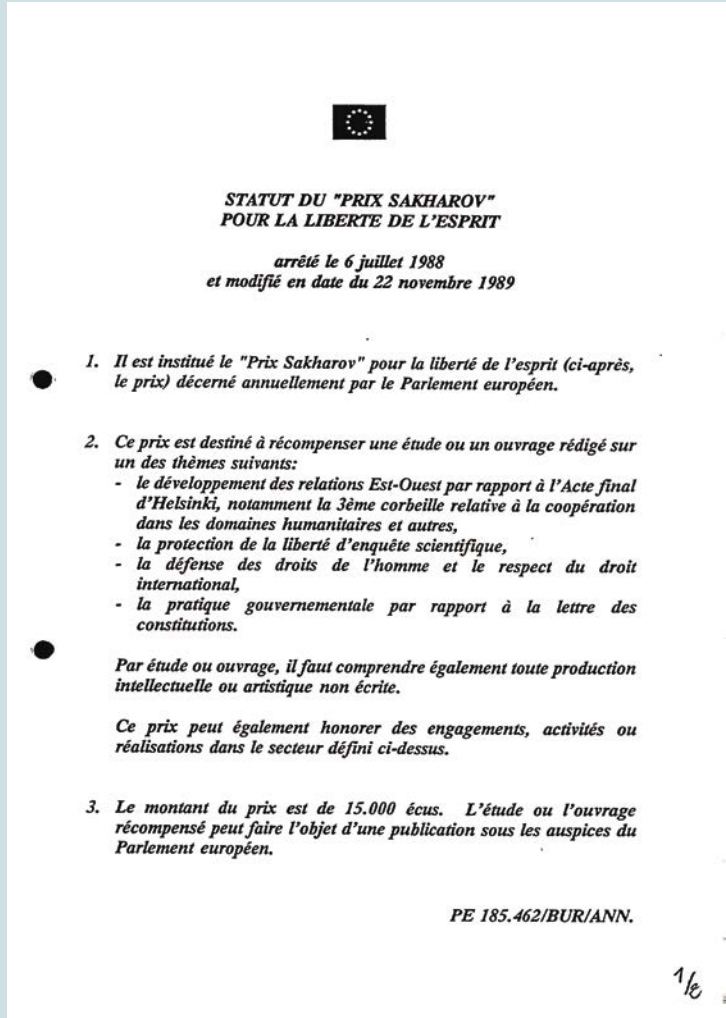 STATUT DU "PRIX SAKHAROV"
POUR LA LIBERTE DE L'ESPRIT
arrêté le 6 juillet 1988
et modifié en date du 22 novembre 1989
1. Il est institué le "Prix Sakharov" pour la liberté de l'esprit (ci-après,
le prix) décerné annuellement par le Parlement européen.
2. Ce prix est destiné à récompenser une étude ou un ouvrage rédigé sur
un des thèmes suivants:
- le développement des relations Est-Ouest par rapport à l'Acte final
d'Helsinki, notamment la 3ème corbeille relative à la coopération
dans les domaines humanitaires et autres,
- la protection de la liberté d'enquête scientifique,
- la défense des droits de l'homme et le respect du droit
international,
- la pratique gouvernementale par rapport à la lettre des
constitutions.
Par étude ou ouvrage, il faut comprendre également toute production
intellectuelle ou artistique non écrite.
Ce prix peut également honorer des engagements, activités ou
réalisations dans le secteur défini ci-dessus.
3. Le montant du prix est de 15.000 écus. L'étude ou l'ouvrage
récompensé peut faire l'objet d'une publication sous les auspices du
Parlement européen.
PE 185.462/BUR/ANN.
1/2